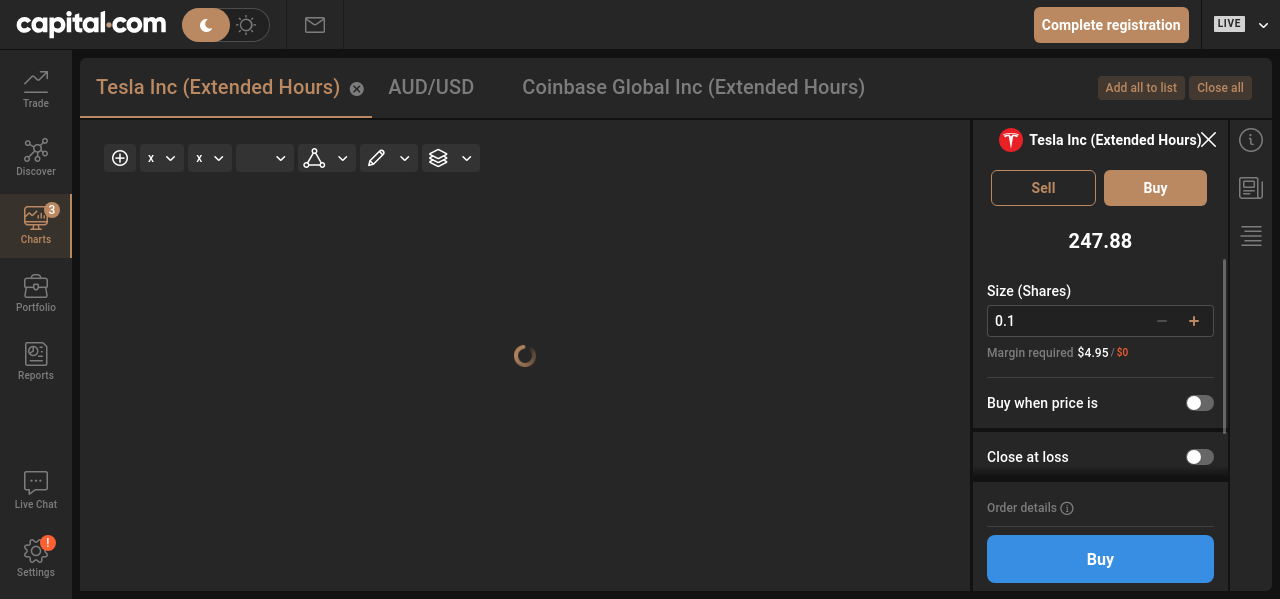 capital.com
Complete registration
LIVE
Trade
Discover
3
Charts
Portfolio
Reports
Live Chat
!
Settings
Tesla Inc (Extended Hours)
AUD/USD
Coinbase Global Inc (Extended Hours)
Add all to list
Close all
x
x
Tesla Inc (Extended Hours)
Sell
Buy
247.88
Size (Shares)
0.1
Margin required $4.95 / $0
Buy when price is
Close at loss
Order details
Buy